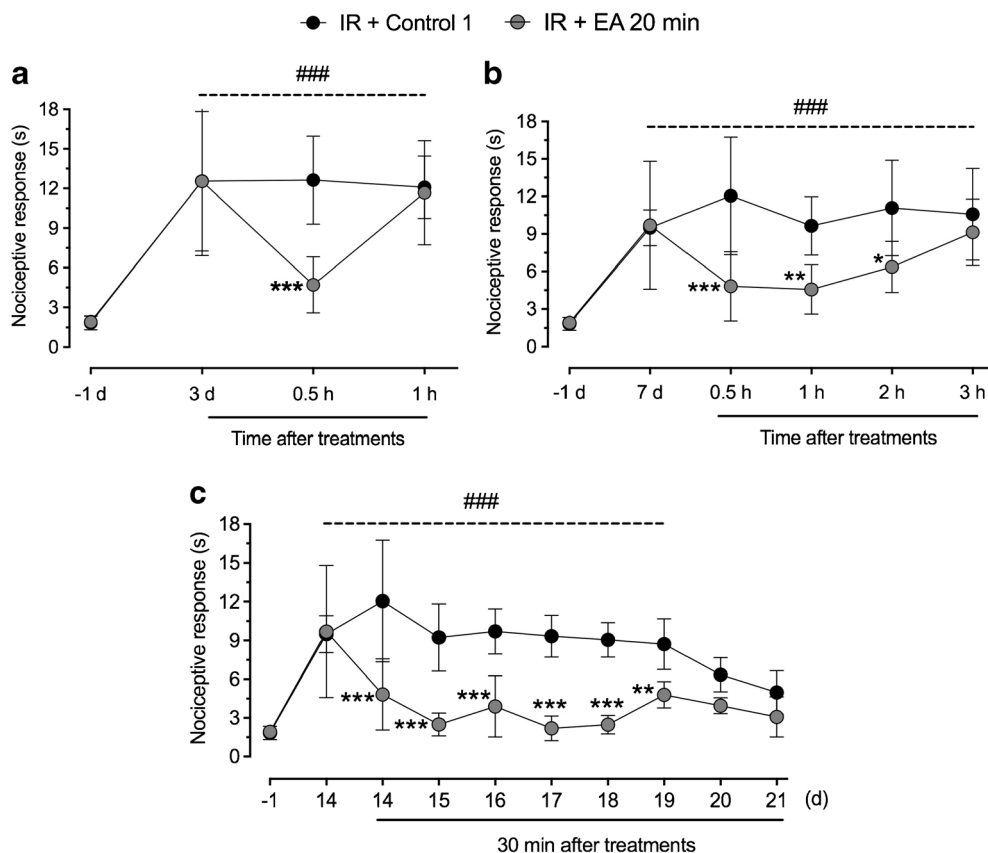 IR + Control 1 IR + EA 20 min
a
###
Nociceptive response (s)
18
15
12
9
6
3
0
***
-1 d 3 d 0.5 h 1 h
Time after treatments
b
###
Nociceptive response (s)
18
15
12
9
6
3
0
*** ** *
-1 d 7 d 0.5 h 1 h 2 h 3 h
Time after treatments
c
###
Nociceptive response (s)
18
15
12
9
6
3
0
*** *** *** *** *** **
-1 14 14 15 16 17 18 19 20 21 (d)
30 min after treatments